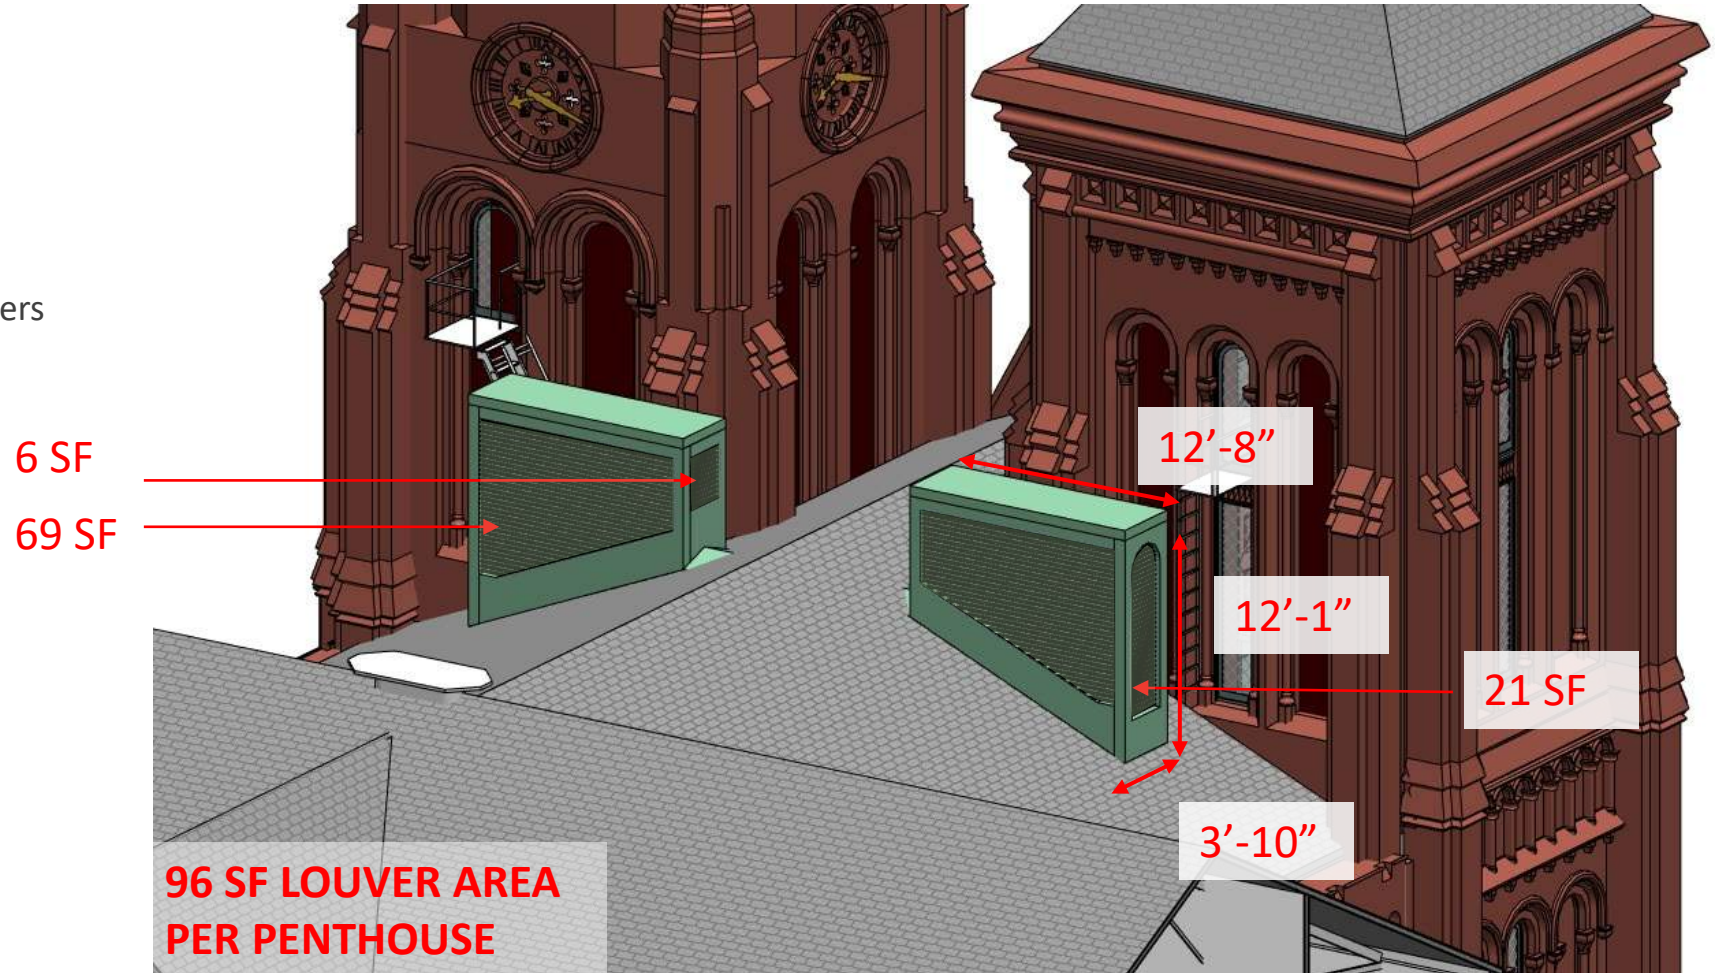 ers
6 SF
69 SF
12’-8”
12’-1”
21 SF
3’-10”
96 SF LOUVER AREA
PER PENTHOUSE